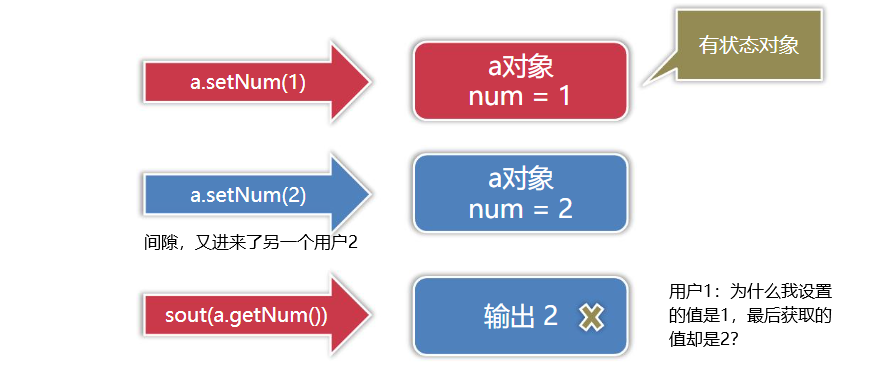 有状态对象
a.setNum(1)
a对象
num = 1
a.setNum(2)
a对象
num = 2
间隙，又进来了另一个用户2
sout(a.getNum())
输出 2
用户1：为什么我设置
的值是1，最后获取的
值却是2?